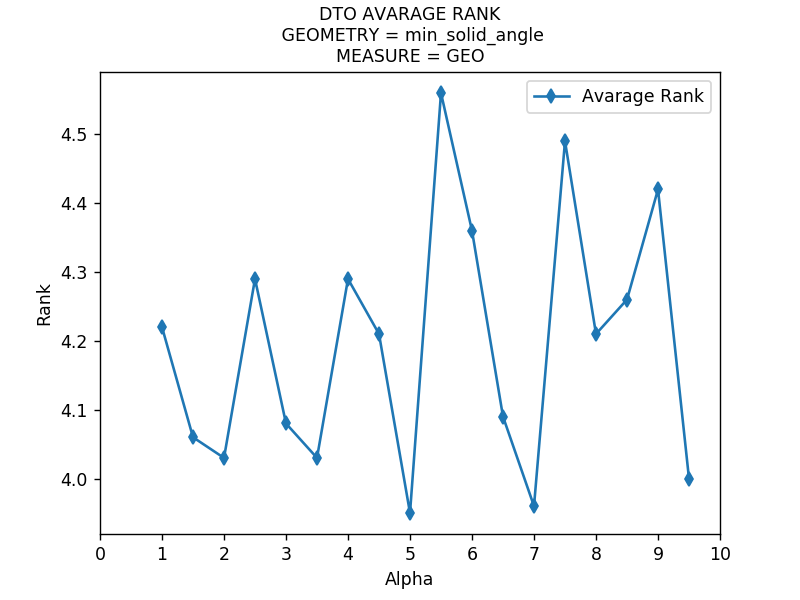 DTO AVARAGE RANK
GEOMETRY = min_solid_angle
MEASURE = GEO
Avarage Rank
4.5
4.4
4.3
4.2
4.1
4.0
Rank
0 1 2 3 4 5 6 7 8 9 10
Alpha